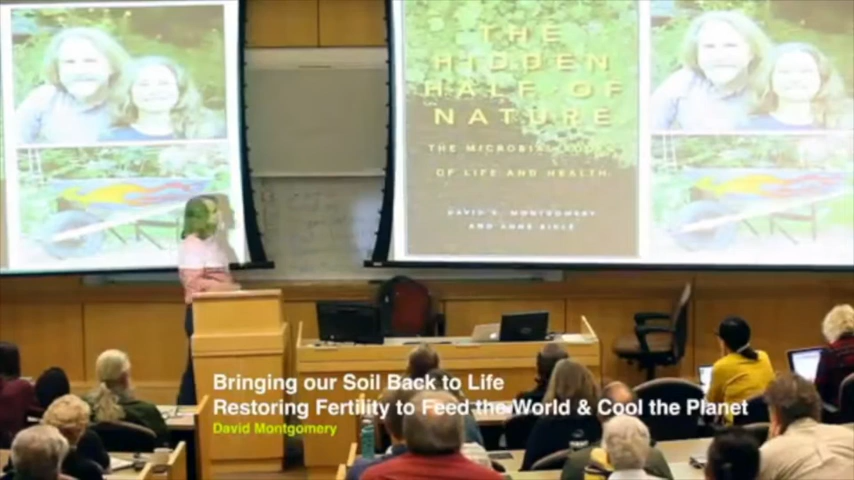 THE
HIDDEN
HALF OF
NATURE
THE MICROBIAL ROOTS
OF LIFE AND HEALTH
DAVID R. MONTGOMERY
AND ANNE BIKLÉ
Bringing our Soil Back to Life
Restoring Fertility to Feed the World & Cool the Planet
David Montgomery